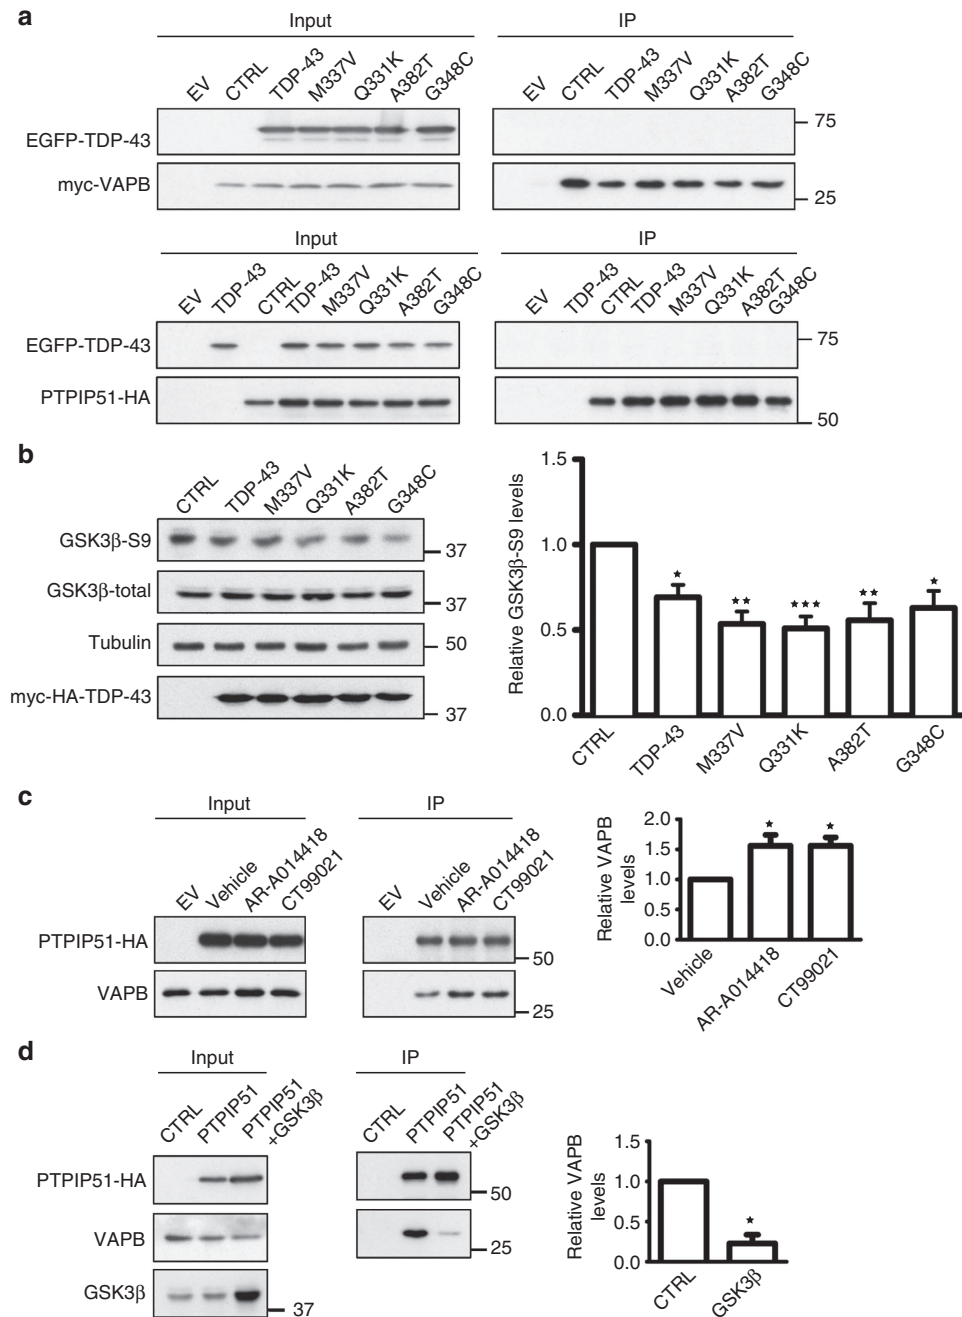 a
Input
IP
EV CTRL TDP-43 M337V Q331K A382T G348C
EV CTRL TDP-43 M337V Q331K A382T G348C
EGFP-TDP-43
75
myc-VAPB
25
Input
IP
EV TDP-43 CTRL TDP-43 M337V Q331K A382T G348C
EV TDP-43 CTRL TDP-43 M337V Q331K A382T G348C
EGFP-TDP-43
75
PTPIP51-HA
50
b
CTRL TDP-43 M337V Q331K A382T G348C
GSK3β-S9
37
GSK3β-total
37
Tubulin
50
myc-HA-TDP-43
37
Relative GSK3β-S9 levels
1.5
1.0
0.5
0.0
★ ★★ ★★★ ★★ ★
CTRL TDP-43 M337V Q331K A382T G348C
c
Input
IP
EV Vehicle AR-A014418 CT99021
EV Vehicle AR-A014418 CT99021
PTPIP51-HA
50
VAPB
25
Relative VAPB
levels
2.0
1.5
1.0
0.5
0.0
★ ★
Vehicle AR-A014418 CT99021
d
Input
IP
CTRL PTPIP51 PTPIP51
+GSK3β
CTRL PTPIP51 PTPIP51
+GSK3β
PTPIP51-HA
50
VAPB
25
GSK3β
37
Relative VAPB
levels
1.5
1.0
0.5
0.0
★
CTRL GSK3β